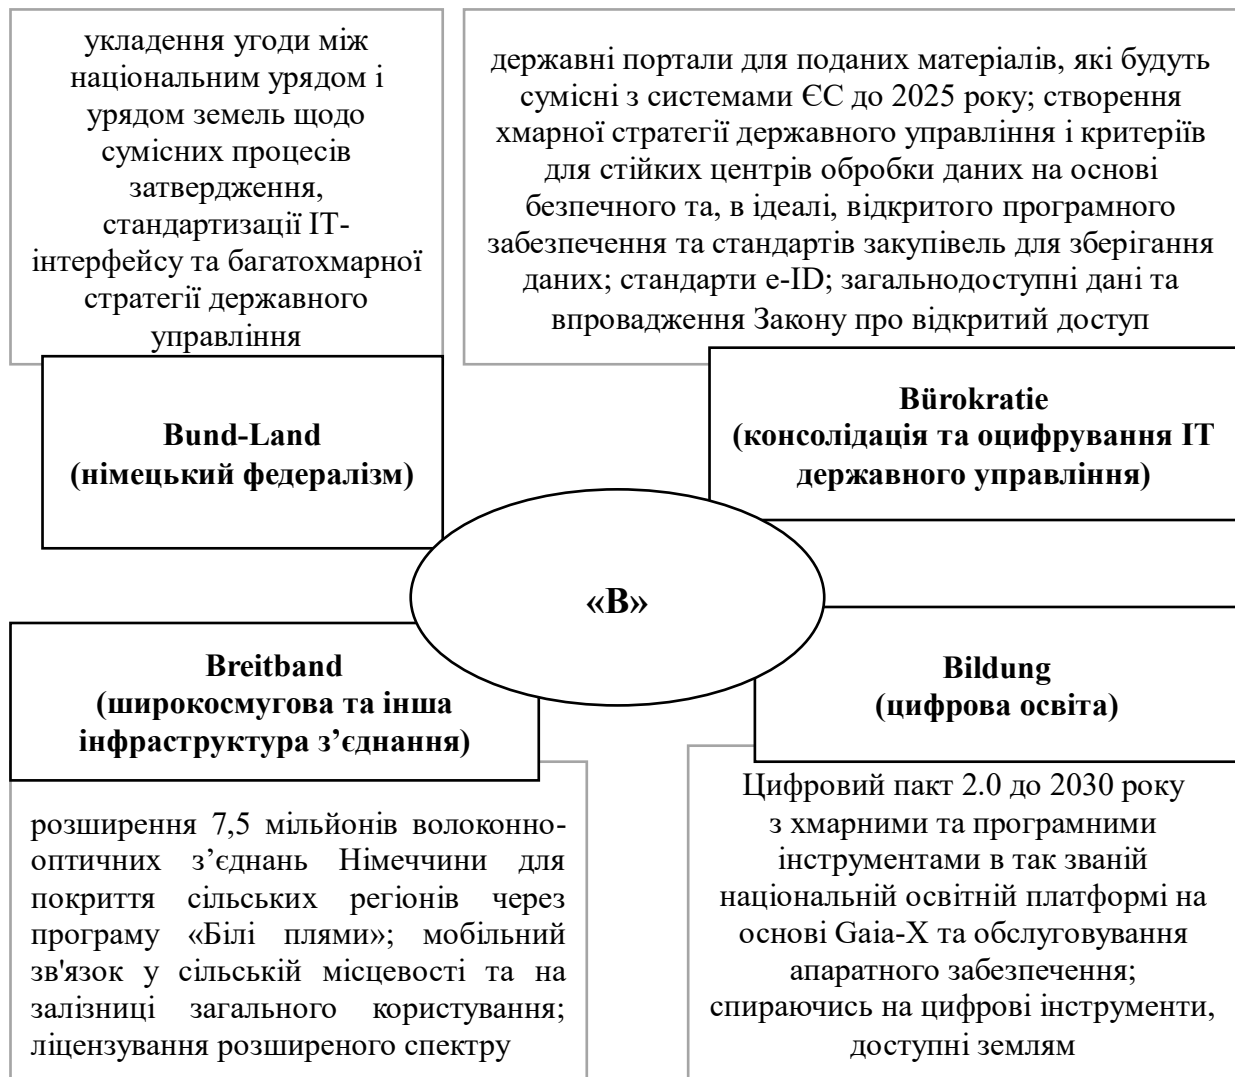 укладення угоди між
національним урядом і
урядом земель щодо
сумісних процесів
затвердження,
стандартизації ІТ-
інтерфейсу та багатохмарної
стратегії державного
управління
державні портали для поданих матеріалів, які будуть
сумісні з системами ЄС до 2025 року; створення
хмарної стратегії державного управління і критеріїв
для стійких центрів обробки даних на основі
безпечного та, в ідеалі, відкритого програмного
забезпечення та стандартів закупівель для зберігання
даних; стандарти e-ID; загальнодоступні дані та
впровадження Закону про відкритий доступ
Bund-Land
(німецький федералізм)
Bürokratie
(консолідація та оцифрування ІТ
державного управління)
«В»
Breitband
(широкосмугова та інша
інфраструктура з’єднання)
Bildung
(цифрова освіта)
розширення 7,5 мільйонів волоконно-
оптичних з’єднань Німеччини для
покриття сільських регіонів через
програму «Білі плями»; мобільний
зв'язок у сільській місцевості та на
залізниці загального користування;
ліцензування розширеного спектру
Цифровий пакт 2.0 до 2030 року
з хмарними та програмними
інструментами в так званій
національній освітній платформі на
основі Gaia-X та обслуговування
апаратного забезпечення;
спираючись на цифрові інструменти,
доступні землям